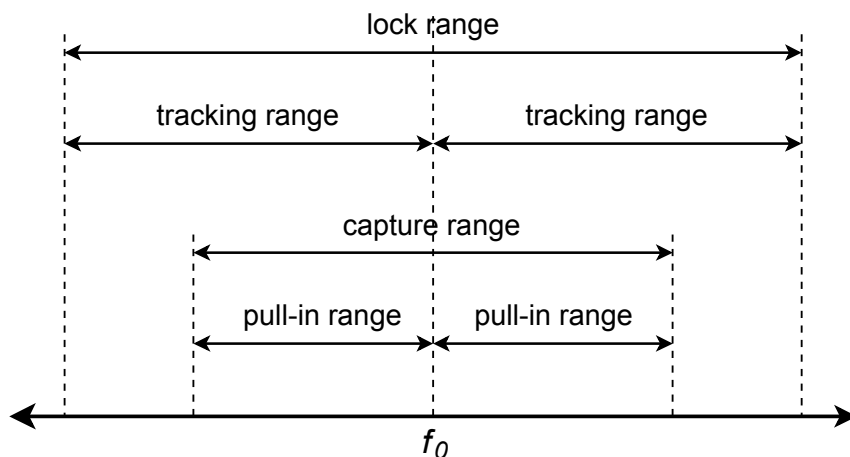 lock range
tracking range tracking range
capture range
pull-in range pull-in range
f0